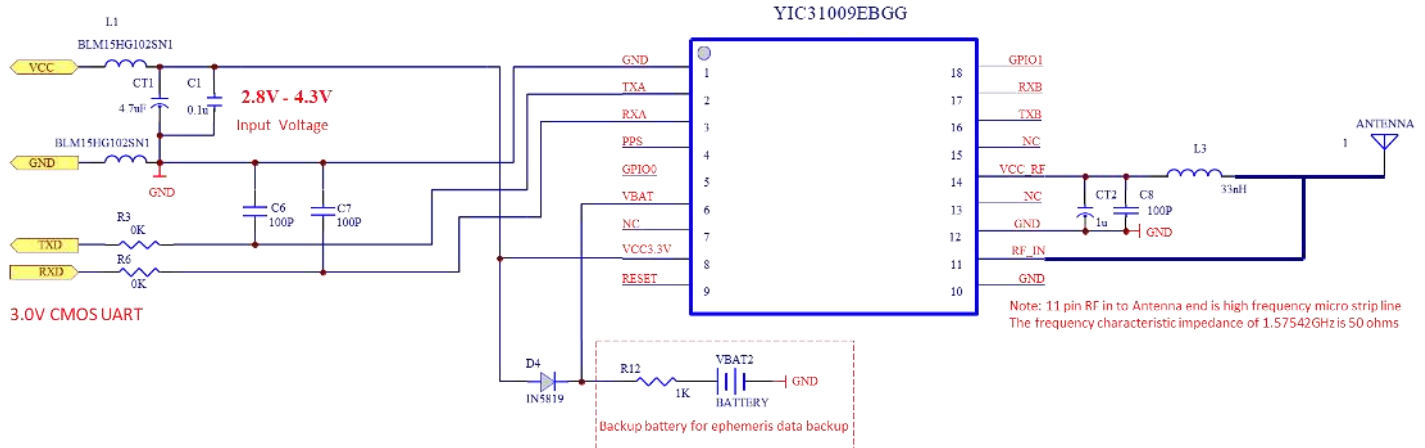 YIC31009EBGG
L1
BLM15HG102SN1
VCC
CT1
4.7uF
C1
0.1u
2.8V - 4.3V
Input Voltage
BLM15HG102SN1
GND
GND
C6
100P
C7
100P
R3
0K
TXD
R6
0K
RXD
3.0V CMOS UART
GND
1
TXA
2
RXA
3
PPS
4
GPIO0
5
VBAT
6
NC
7
VCC3.3V
8
RESET
9
18
GPIO1
17
RXB
16
TXB
15
NC
14
VCC_RF
13
NC
12
GND
11
RF_IN
10
GND
CT2
1u
C8
100P
GND
L3
33nH
1
ANTENNA
Note: 11 pin RF in to Antenna end is high frequency micro strip line
The frequency characteristic impedance of 1.57542GHz is 50 ohms
D4
IN5819
R12
1K
VBAT2
BATTERY
GND
Backup battery for ephemeris data backup